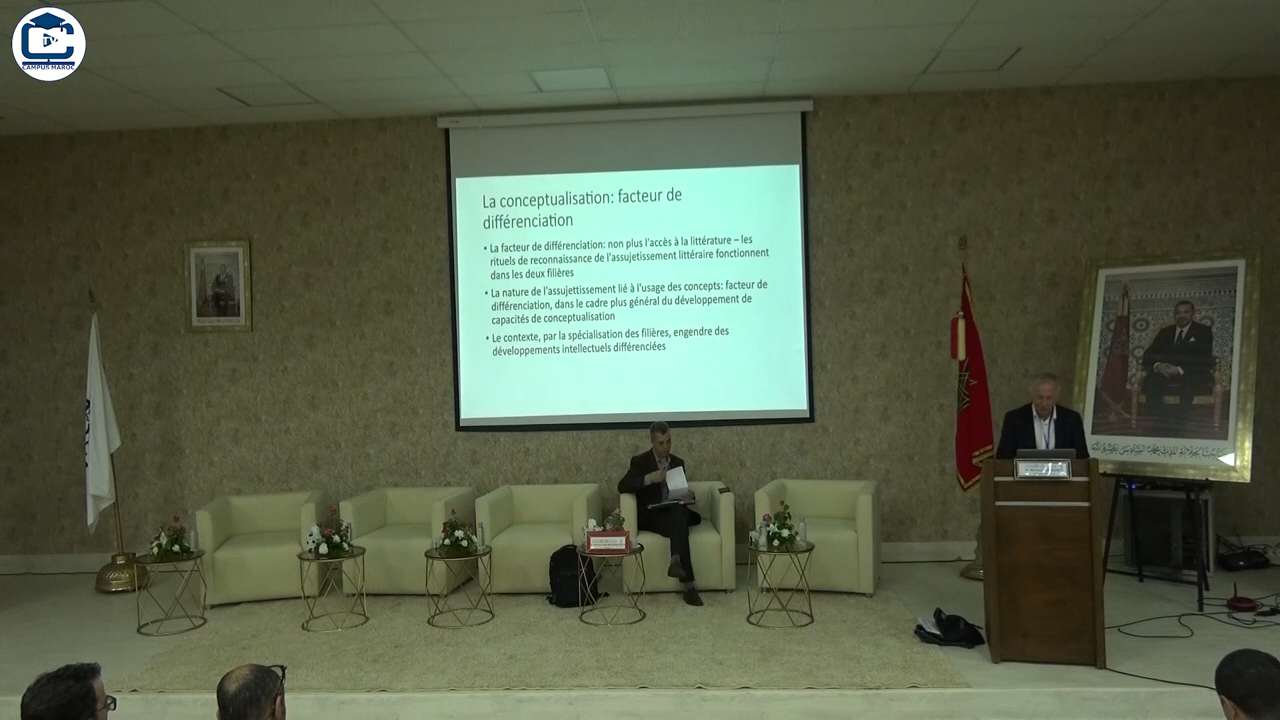 TV
CAMPUS MAROC
La conceptualisation: facteur de
différenciation
• La facteur de différenciation: non plus l'accès à la littérature – les
rituels de reconnaissance de l'assujetissement littéraire fonctionnent
dans les deux filières
• La nature de l'assujettissement lié à l'usage des concepts: facteur de
différenciation, dans le cadre plus général du développement de
capacités de conceptualisation
• Le contexte, par la spécialisation des filières, engendre des
développements intellectuels différenciées